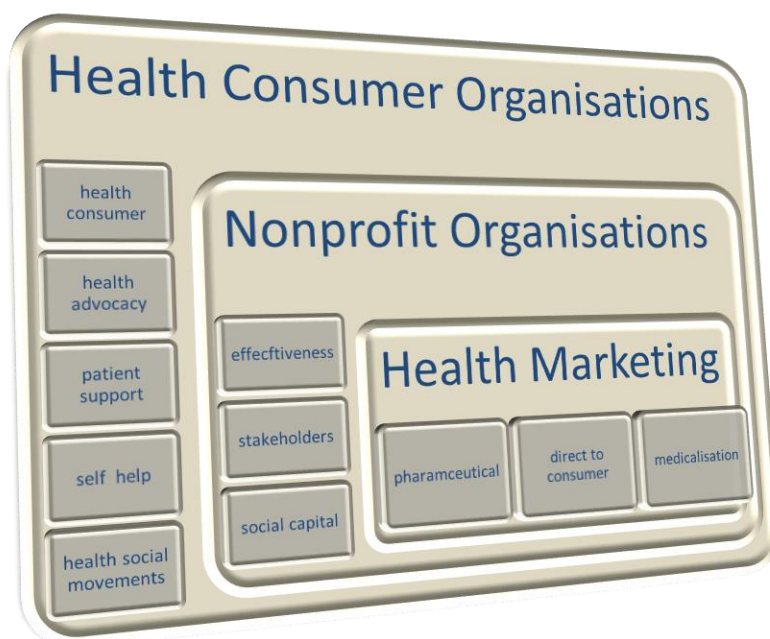 Health Consumer Organisations
health
consumer
health
advocacy
patient
support
self help
health social
movements
Nonprofit Organisations
effecftiveness
stakeholders
social capital
Health Marketing
pharamceutical
direct to
consumer
medicalisation